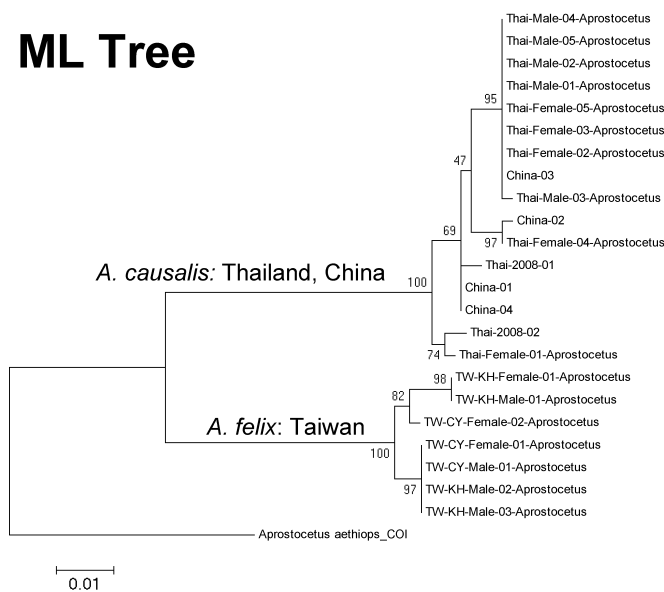 ML Tree
Thai-Male-04-Aprostocetus
Thai-Male-05-Aprostocetus
Thai-Male-02-Aprostocetus
Thai-Male-01-Aprostocetus
95
Thai-Female-05-Aprostocetus
Thai-Female-03-Aprostocetus
Thai-Female-02-Aprostocetus
47
China-03
Thai-Male-03-Aprostocetus
China-02
69
97
Thai-Female-04-Aprostocetus
Thai-2008-01
A. causalis: Thailand, China
100
China-01
China-04
Thai-2008-02
74
Thai-Female-01-Aprostocetus
98
TW-KH-Female-01-Aprostocetus
TW-KH-Male-01-Aprostocetus
82
TW-CY-Female-02-Aprostocetus
A. felix: Taiwan
100
TW-CY-Female-01-Aprostocetus
TW-CY-Male-01-Aprostocetus
97
TW-KH-Male-02-Aprostocetus
TW-KH-Male-03-Aprostocetus
Aprostocetus aethiops_COI
0.01